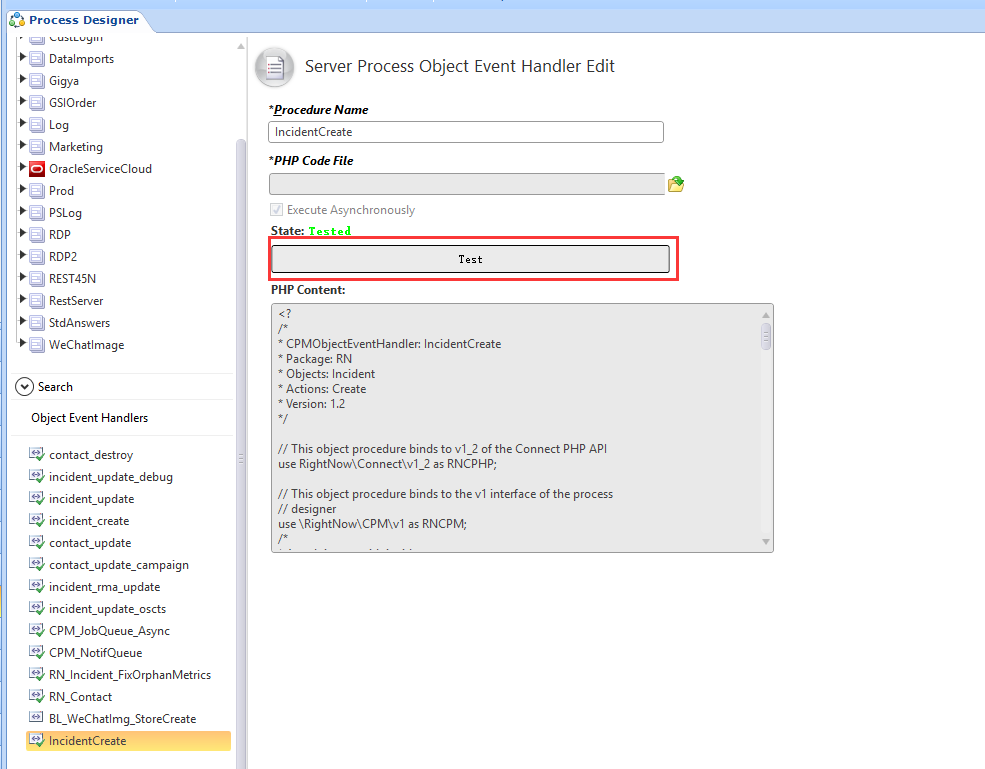 Process Designer
CustLogin
DataImports
Gigya
GSIOrder
Log
Marketing
OracleServiceCloud
Prod
PSLog
RDP
RDP2
REST45N
RestServer
StdAnswers
WeChatImage
Search
Object Event Handlers
contact_destroy
incident_update_debug
incident_update
incident_create
contact_update
contact_update_campaign
incident_rma_update
incident_update_oscts
CPM_JobQueue_Async
CPM_NotifQueue
RN_Incident_FixOrphanMetrics
RN_Contact
BL_WeChatImg_StoreCreate
IncidentCreate
Server Process Object Event Handler Edit
*Procedure Name
IncidentCreate
*PHP Code File
Execute Asynchronously
State: Tested
Test
PHP Content:
<?
/*
* CPMObjectEventHandler: IncidentCreate
* Package: RN
* Objects: Incident
* Actions: Create
* Version: 1.2
*/
// This object procedure binds to v1_2 of the Connect PHP API
use RightNow\Connect\v1_2 as RNCPHP;
// This object procedure binds to the v1 interface of the process
// designer
use \RightNow\CPM\v1 as RNCPM;
/*